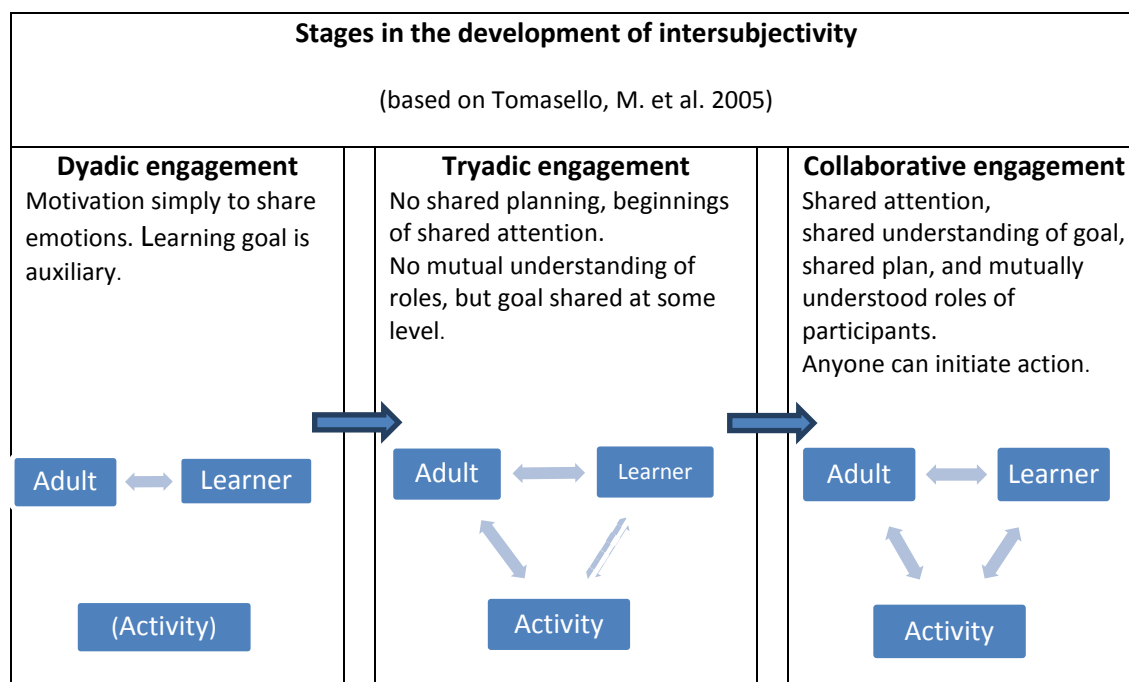 Stages in the development of intersubjectivity
(based on Tomasello, M. et al. 2005)
Dyadic engagement
Motivation simply to share
emotions. Learning goal is
auxiliary.
Adult
Learner
(Activity)
Tryadic engagement
No shared planning, beginnings
of shared attention.
No mutual understanding of
roles, but goal shared at some
level.
Adult
Learner
Activity
Collaborative engagement
Shared attention,
shared understanding of goal,
shared plan, and mutually
understood roles of
participants.
Anyone can initiate action.
Adult
Learner
Activity